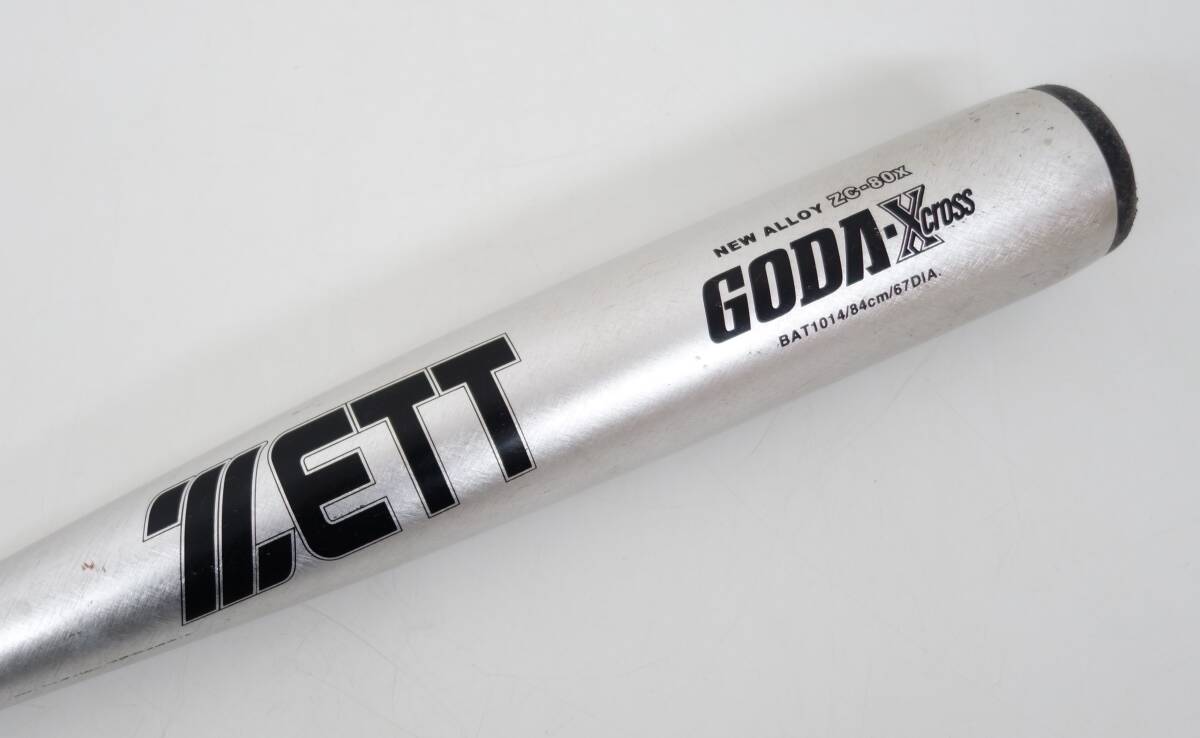 NEW ALLOY ZC-80X
GODA-Xcross
BAT1014/84cm/67DIA.
ZETT